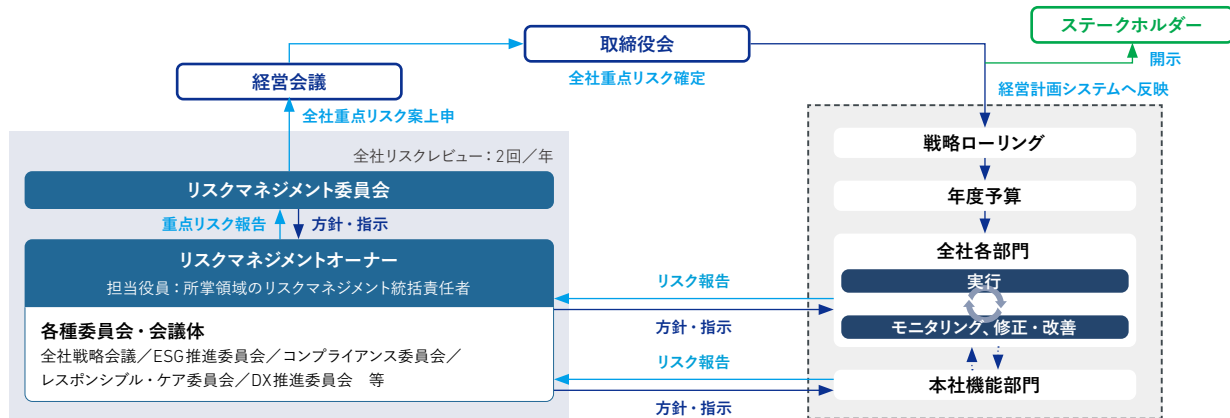 ステークホルダー
取締役会
開示
経営会議
全社重点リスク確定
経営計画システムへ反映
全社重点リスク案上申
全社リスクレビュー：2回／年
リスクマネジメント委員会
重点リスク報告
方針・指示
リスクマネジメントオーナー
担当役員：所掌領域のリスクマネジメント統括責任者
各種委員会・会議体
全社戦略会議／ESG推進委員会／コンプライアンス委員会／
レスポンシブル・ケア委員会／DX推進委員会　等
リスク報告
方針・指示
リスク報告
方針・指示
戦略ローリング
年度予算
全社各部門
実行
モニタリング、修正・改善
本社機能部門